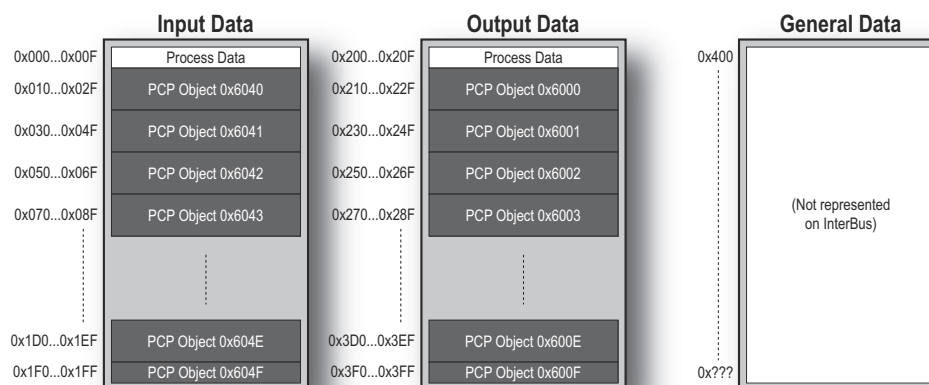 Input Data
0x000...0x00F
Process Data
0x010...0x02F
PCP Object 0x6040
0x030...0x04F
PCP Object 0x6041
0x050...0x06F
PCP Object 0x6042
0x070...0x08F
PCP Object 0x6043
0x1D0...0x1EF
PCP Object 0x604E
0x1F0...0x1FF
PCP Object 0x604F
Output Data
0x200...0x20F
Process Data
0x210...0x22F
PCP Object 0x6000
0x230...0x24F
PCP Object 0x6001
0x250...0x26F
PCP Object 0x6002
0x270...0x28F
PCP Object 0x6003
0x3D0...0x3EF
PCP Object 0x600E
0x3F0...0x3FF
PCP Object 0x600F
General Data
0x400
(Not represented
on InterBus)
0x???